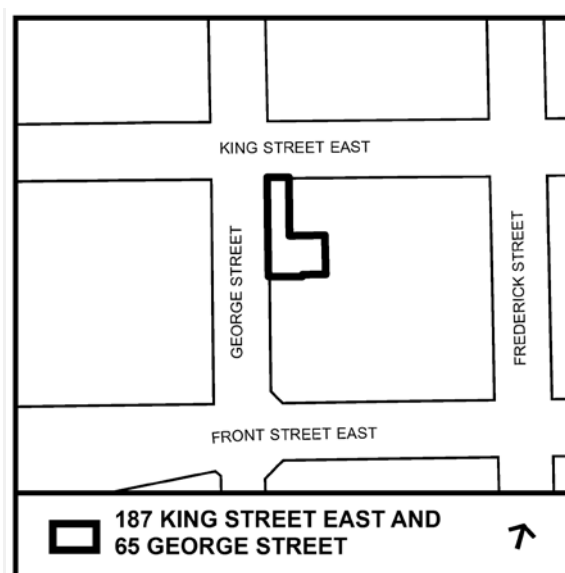 KING STREET EAST
GEORGE STREET
FREDERICK STREET
FRONT STREET EAST
187 KING STREET EAST AND
65 GEORGE STREET